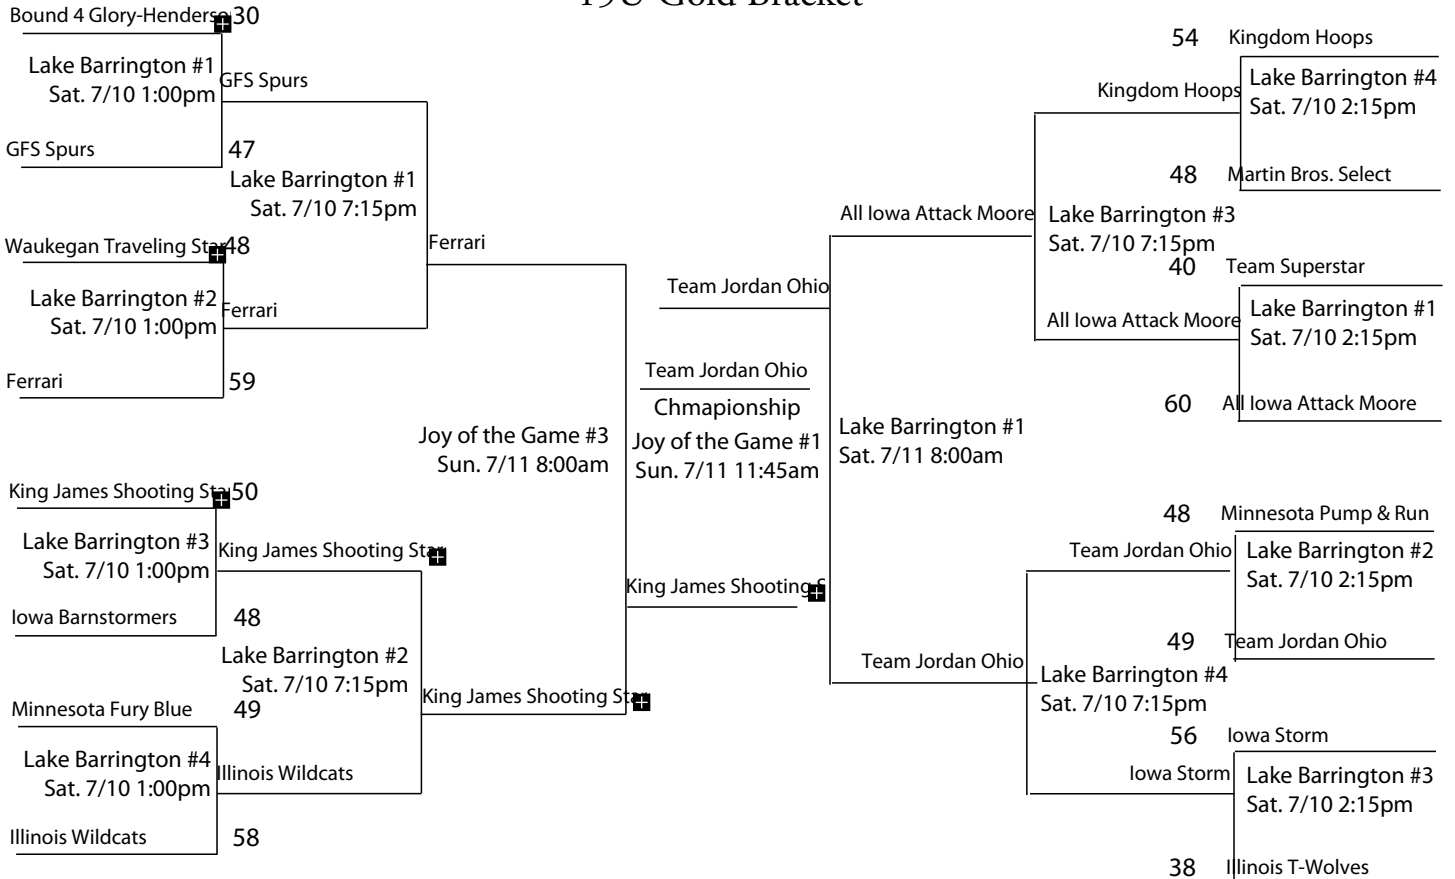 19U Gold Bracket
Bound 4 Glory-Henderso
30
Lake Barrington #1
Sat. 7/10 1:00pm
GFS Spurs
GFS Spurs
47
Lake Barrington #1
Sat. 7/10 7:15pm
Waukegan Traveling Star
48
Lake Barrington #2
Sat. 7/10 1:00pm
Ferrari
Ferrari
Ferrari
59
Joy of the Game #3
Sun. 7/11 8:00am
King James Shooting Sta
50
Lake Barrington #3
Sat. 7/10 1:00pm
King James Shooting Sta
Iowa Barnstormers
48
Lake Barrington #2
Sat. 7/10 7:15pm
King James Shooting Sta
Minnesota Fury Blue
49
Lake Barrington #4
Sat. 7/10 1:00pm
Illinois Wildcats
Illinois Wildcats
58
Team Jordan Ohio
Team Jordan Ohio
Chmapionship
Joy of the Game #1
Sun. 7/11 11:45am
King James Shooting S
54
Kingdom Hoops
Kingdom Hoops
Lake Barrington #4
Sat. 7/10 2:15pm
48
Martin Bros. Select
All Iowa Attack Moore
Lake Barrington #3
Sat. 7/10 7:15pm
40
Team Superstar
All Iowa Attack Moore
Lake Barrington #1
Sat. 7/10 2:15pm
60
All Iowa Attack Moore
Lake Barrington #1
Sat. 7/11 8:00am
48
Minnesota Pump & Run
Team Jordan Ohio
Lake Barrington #2
Sat. 7/10 2:15pm
49
Team Jordan Ohio
Team Jordan Ohio
Lake Barrington #4
Sat. 7/10 7:15pm
56
Iowa Storm
Iowa Storm
Lake Barrington #3
Sat. 7/10 2:15pm
38
Illinois T-Wolves